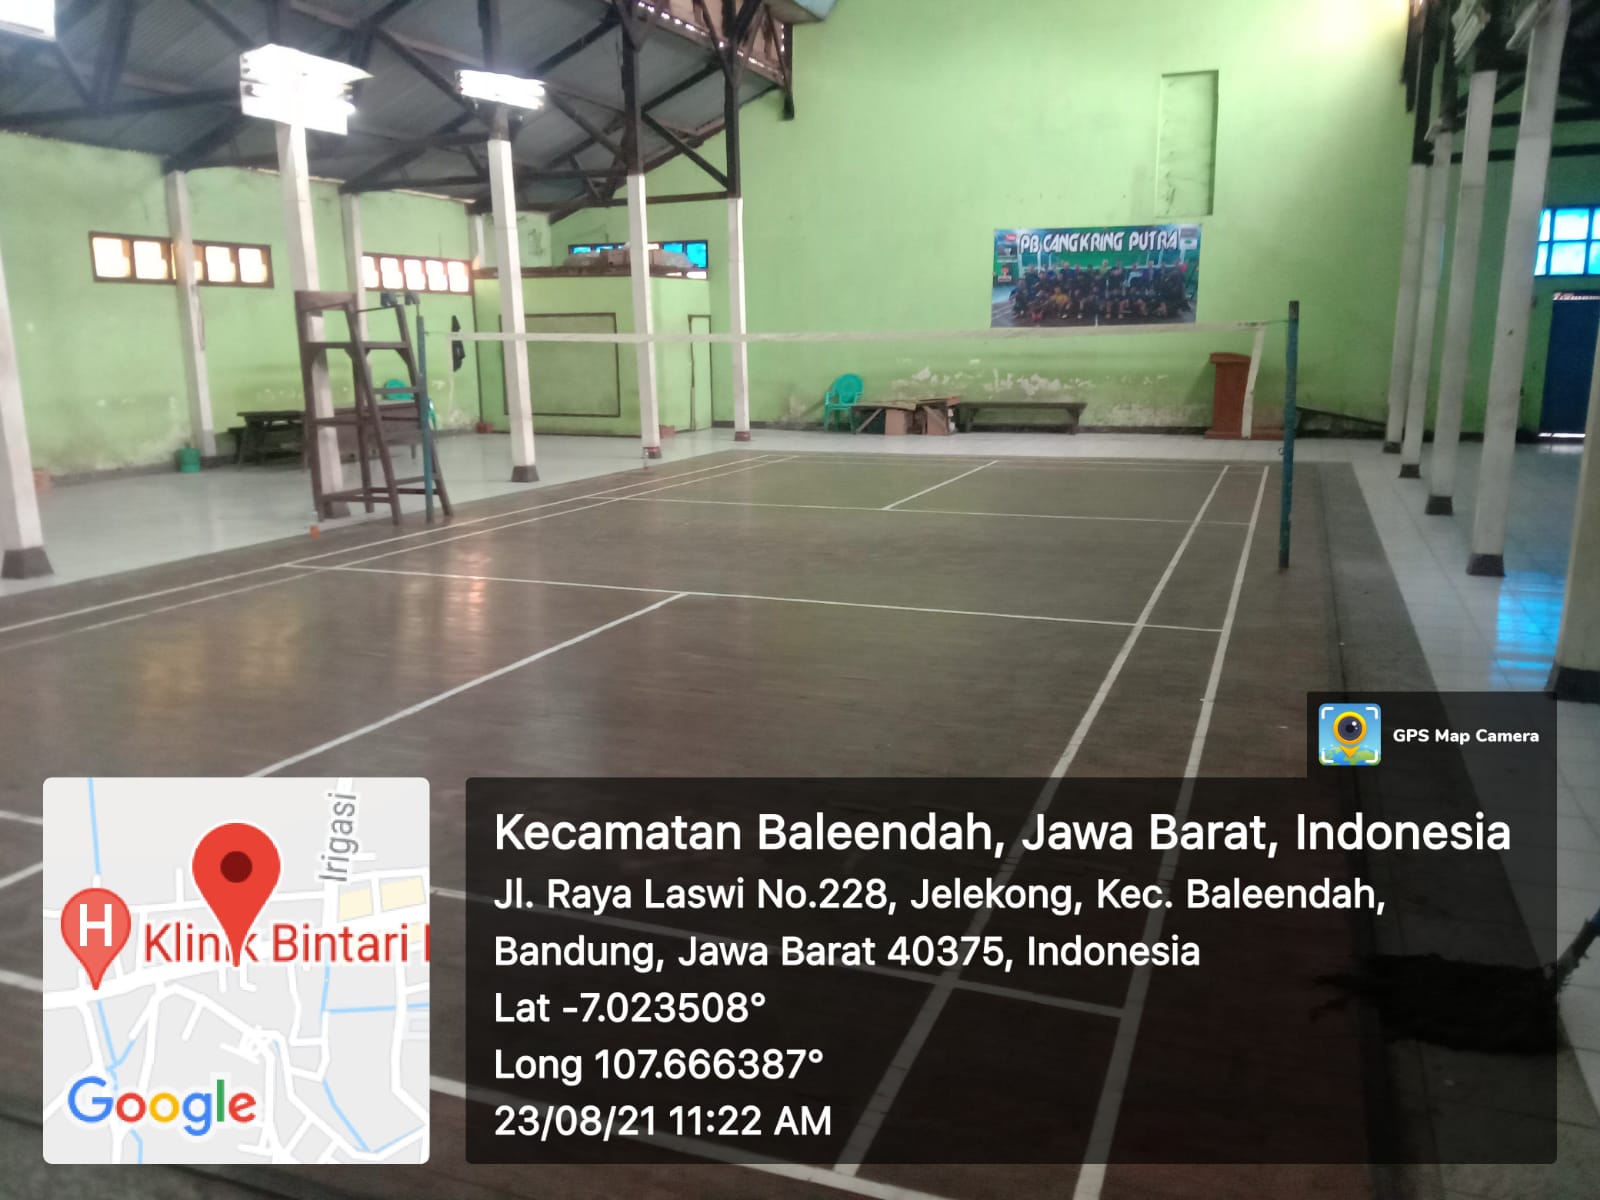 PB CANGKRING PUTRA
GPS Map Camera
Irigasi
H
Klinik Bintari
Google
Kecamatan Baleendah, Jawa Barat, Indonesia
Jl. Raya Laswi No.228, Jelekong, Kec. Baleendah,
Bandung, Jawa Barat 40375, Indonesia
Lat -7.023508°
Long 107.666387°
23/08/21 11:22 AM